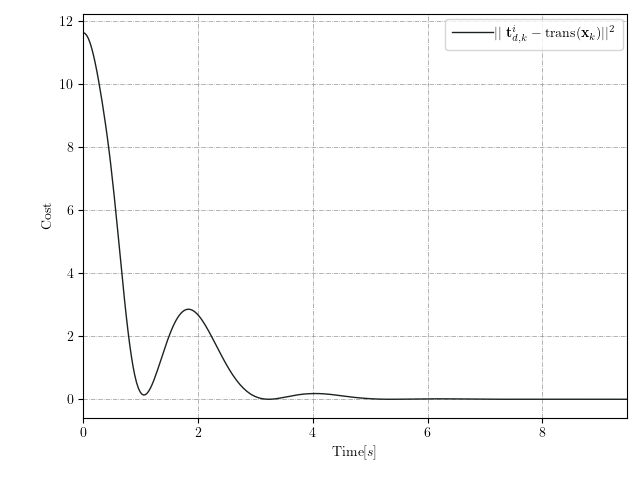 || t^i_{d,k} − trans(x_k)||^2
12
10
8
6
4
2
0
Cost
0 2 4 6 8
Time[s]